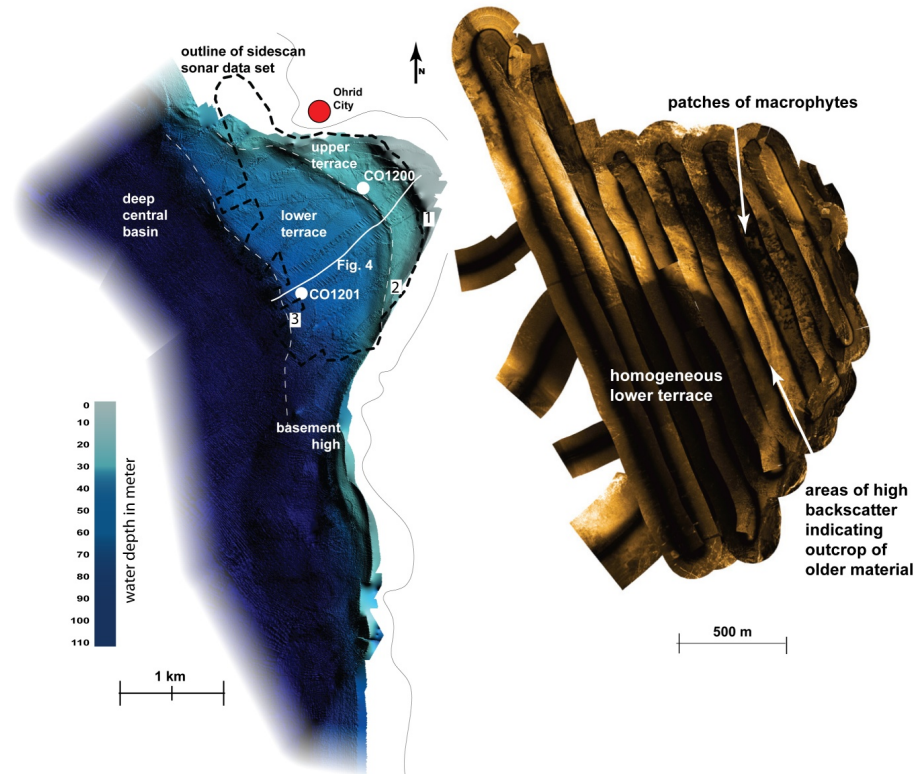 outline of sidescan
sonar data set
N
Ohrid
City
upper
terrace
CO1200
deep
central
basin
lower
terrace
1
Fig. 4
2
CO1201
3
basement
high
0
10
20
30
40
50
60
70
80
90
100
110
water depth in meter
1 km
patches of macrophytes
homogeneous
lower terrace
areas of high
backscatter
indicating
outcrop of
older material
500 m